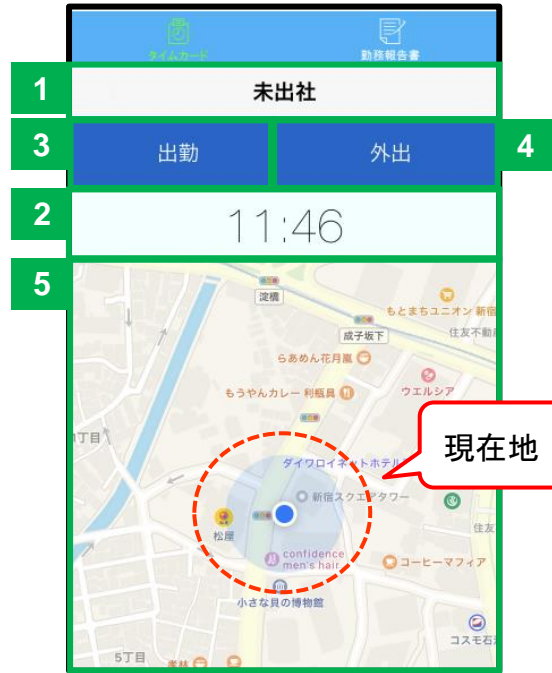 タイムカード
勤務報告書
1
未出社
3
出勤
外出
4
2
11:46
5
淀橋
もとまちユニオン 新宿
成子坂下
住友不動
らあめん花月嵐
もうやんカレー 利瓶具
ウエルシア
1丁目
現在地
ダイワロイネットホテル
新宿スクエアタワー
松屋
住友
confidence
men's hair
コーヒーマフィア
小さな貝の博物館
コスモ石
5丁目